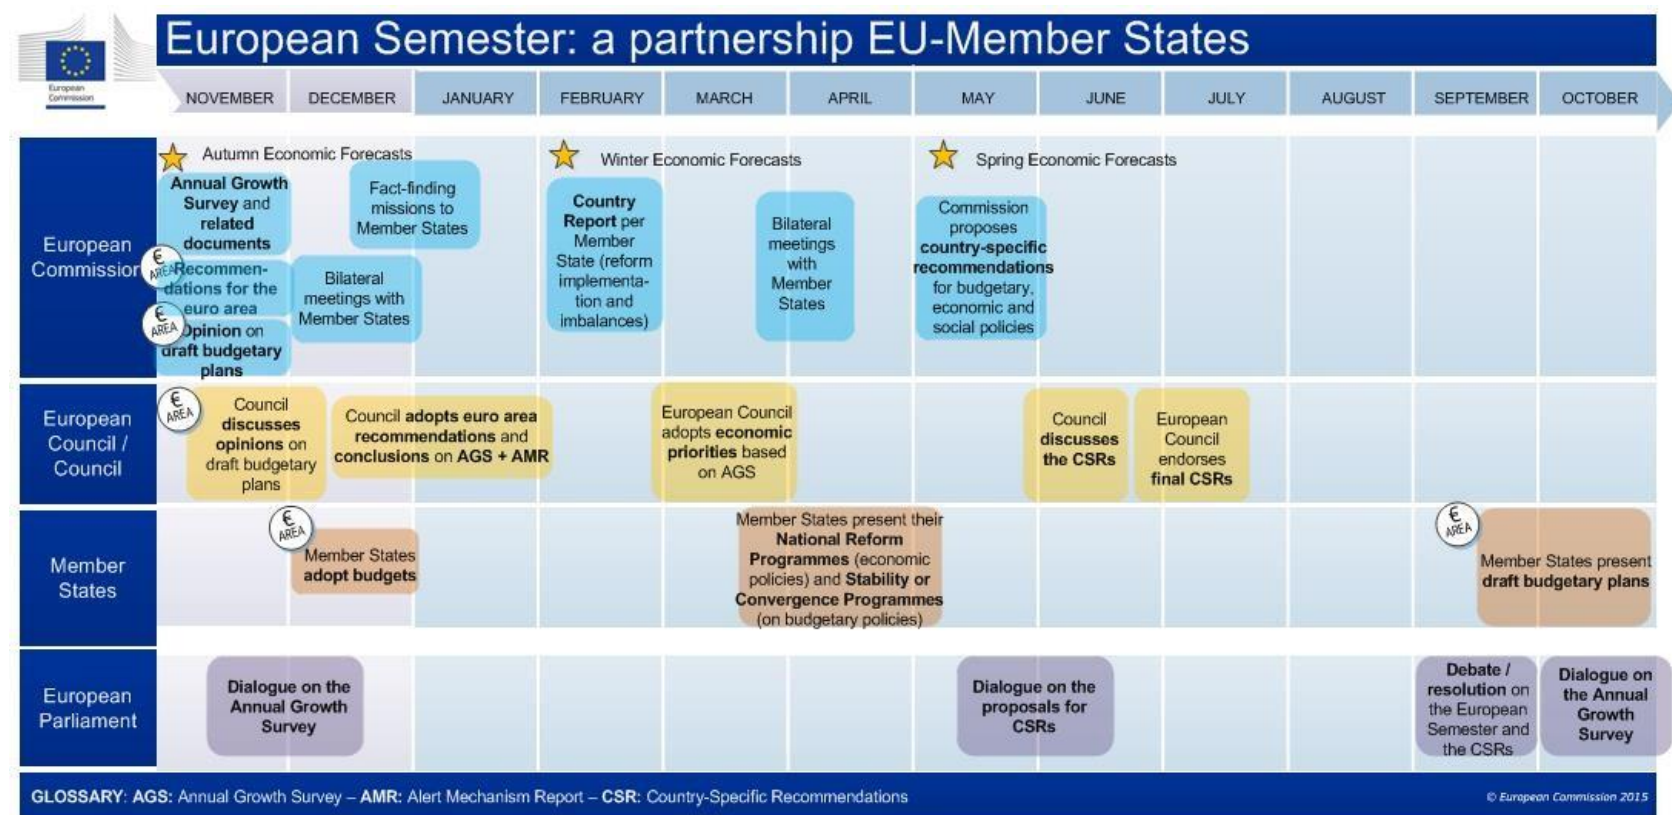 European Semester: a partnership EU-Member States
European
Commission
NOVEMBER
DECEMBER
JANUARY
FEBRUARY
MARCH
APRIL
MAY
JUNE
JULY
AUGUST
SEPTEMBER
OCTOBER
European
Commission
Autumn Economic Forecasts
Annual Growth
Survey and
related
documents
€
AREA
Recommen-
dations for the
euro area
€
AREA
Opinion on
draft budgetary
plans
Fact-finding
missions to
Member States
Bilateral
meetings with
Member States
Winter Economic Forecasts
Country
Report per
Member
State (reform
implementa-
tion and
imbalances)
Bilateral
meetings
with
Member
States
Spring Economic Forecasts
Commission
proposes
country-specific
recommendations
for budgetary,
economic and
social policies
European
Council /
Council
€
AREA
Council
discusses
opinions on
draft budgetary
plans
Council adopts euro area
recommendations and
conclusions on AGS + AMR
European Council
adopts economic
priorities based
on AGS
Council
discusses
the CSRs
European
Council
endorses
final CSRs
Member
States
€
AREA
Member States
adopt budgets
Member States present their
National Reform
Programmes (economic
policies) and Stability or
Convergence Programmes
(on budgetary policies)
€
AREA
Member States present
draft budgetary plans
European
Parliament
Dialogue on the
Annual Growth
Survey
Dialogue on the
proposals for
CSRs
Debate /
resolution on
the European
Semester and
the CSRs
Dialogue on
the Annual
Growth
Survey
GLOSSARY: AGS: Annual Growth Survey – AMR: Alert Mechanism Report – CSR: Country-Specific Recommendations
© European Commission 2015